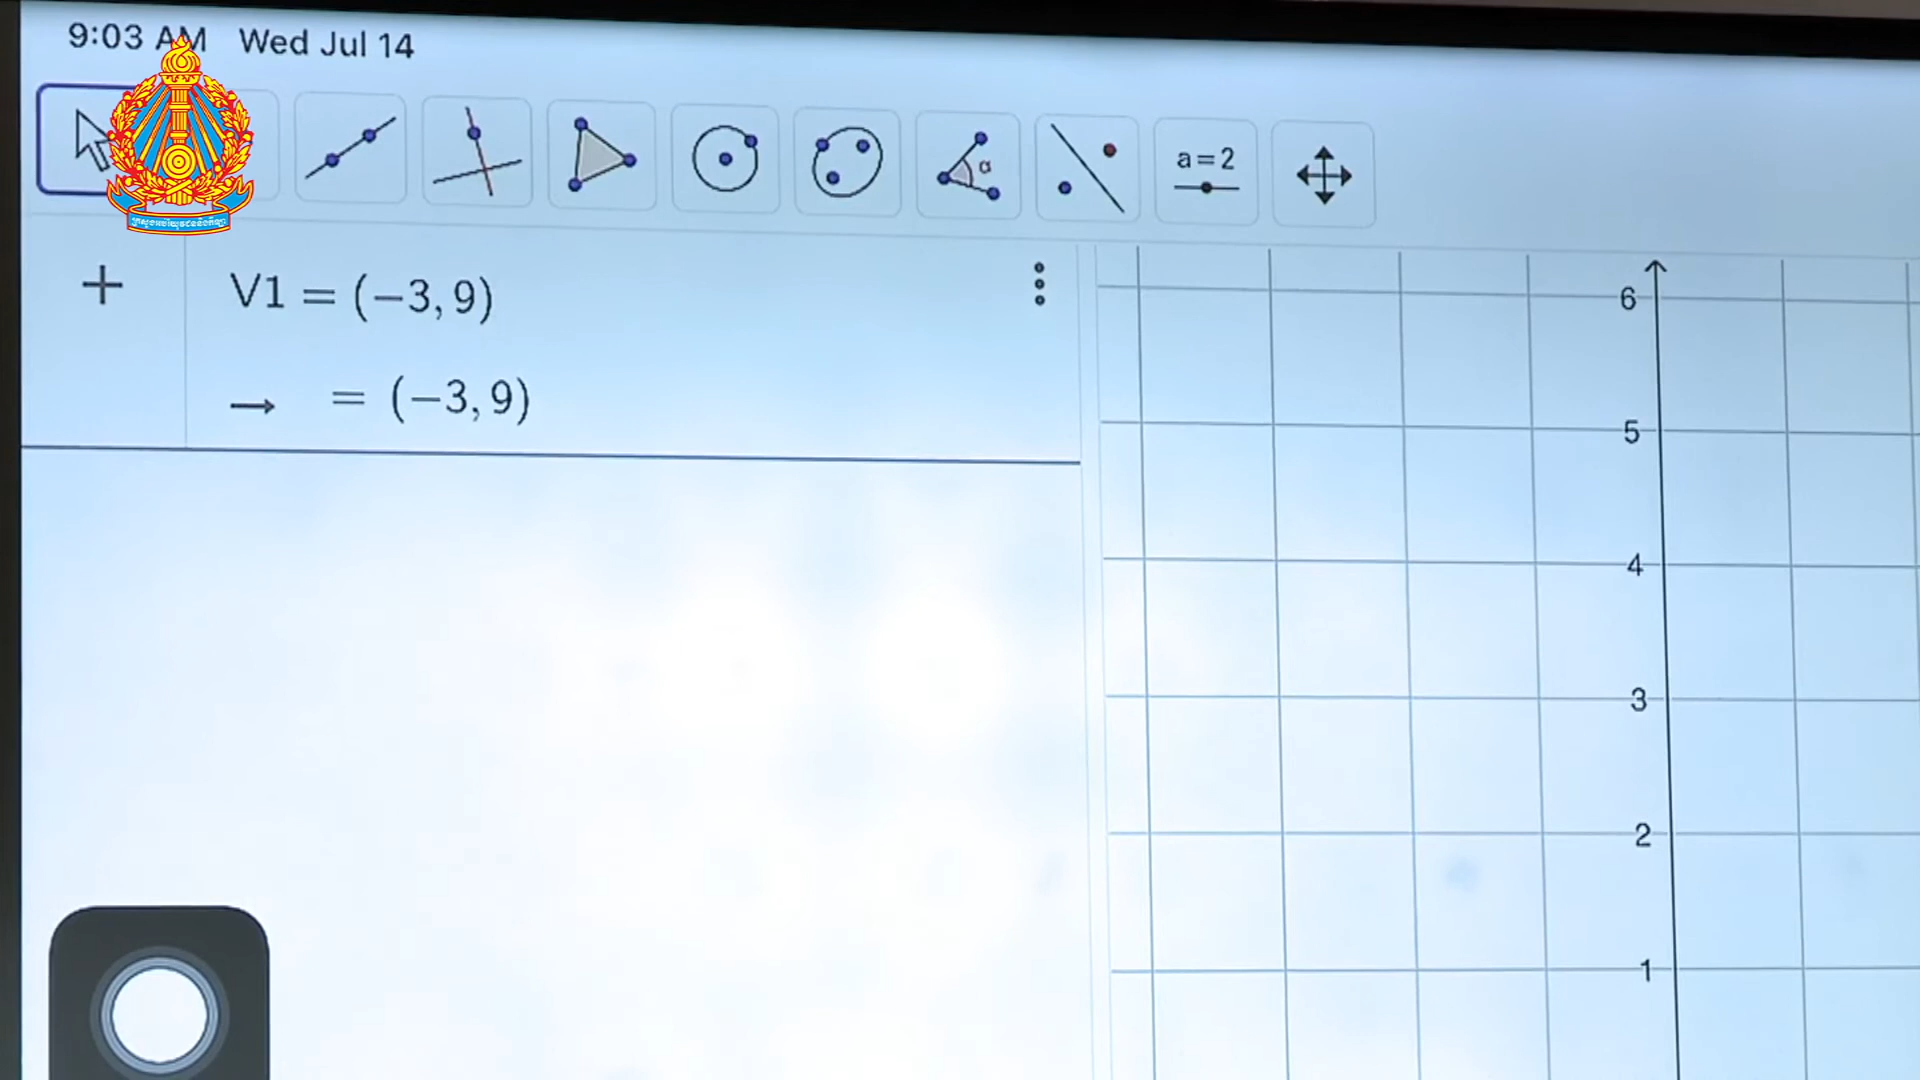 9:03 AM Wed Jul 14
α
a = 2
V1 = (−3, 9)
→ = (−3, 9)
6
5
4
3
2
1